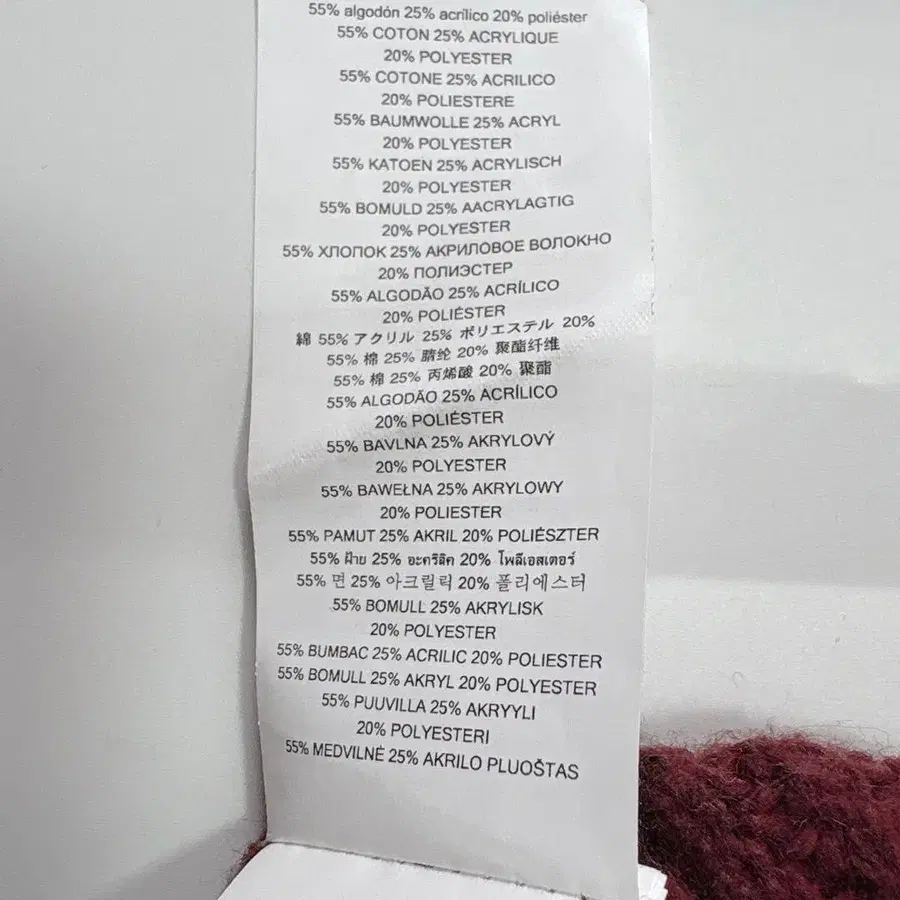 55% algodón 25% acrílico 20% poliéster
55% COTON 25% ACRYLIQUE
20% POLYESTER
55% COTONE 25% ACRILICO
20% POLIESTERE
55% BAUMWOLLE 25% ACRYL
20% POLYESTER
55% KATOEN 25% ACRYLISCH
20% POLYESTER
55% BOMULD 25% AACRYLAGTIG
20% POLYESTER
55% ХЛОПОК 25% АКРИЛОВОЕ ВОЛОКНО
20% ПОЛИЭСТЕР
55% ALGODÃO 25% ACRÍLICO
20% POLIÉSTER
綿 55% アクリル 25% ポリエステル 20%
55% 棉 25% 腈纶 20% 聚酯纤维
55% 棉 25% 丙烯酸 20% 聚酯
55% ALGODÃO 25% ACRÍLICO
20% POLIÉSTER
55% BAVLNA 25% AKRYLOVÝ
20% POLYESTER
55% BAWEŁNA 25% AKRYLOWY
20% POLIESTER
55% PAMUT 25% AKRIL 20% POLIÉSZTER
55% ฝ้าย 25% อะคริลิค 20% โพลีเอสเตอร์
55% 면 25% 아크릴릭 20% 폴리에스터
55% BOMULL 25% AKRYLISK
20% POLYESTER
55% BUMBAC 25% ACRILIC 20% POLIESTER
55% BOMULL 25% AKRYL 20% POLYESTER
55% PUUVILLA 25% AKRYYLI
20% POLYESTERI
55% MEDVILNĖ 25% AKRILO PLUOŠTAS